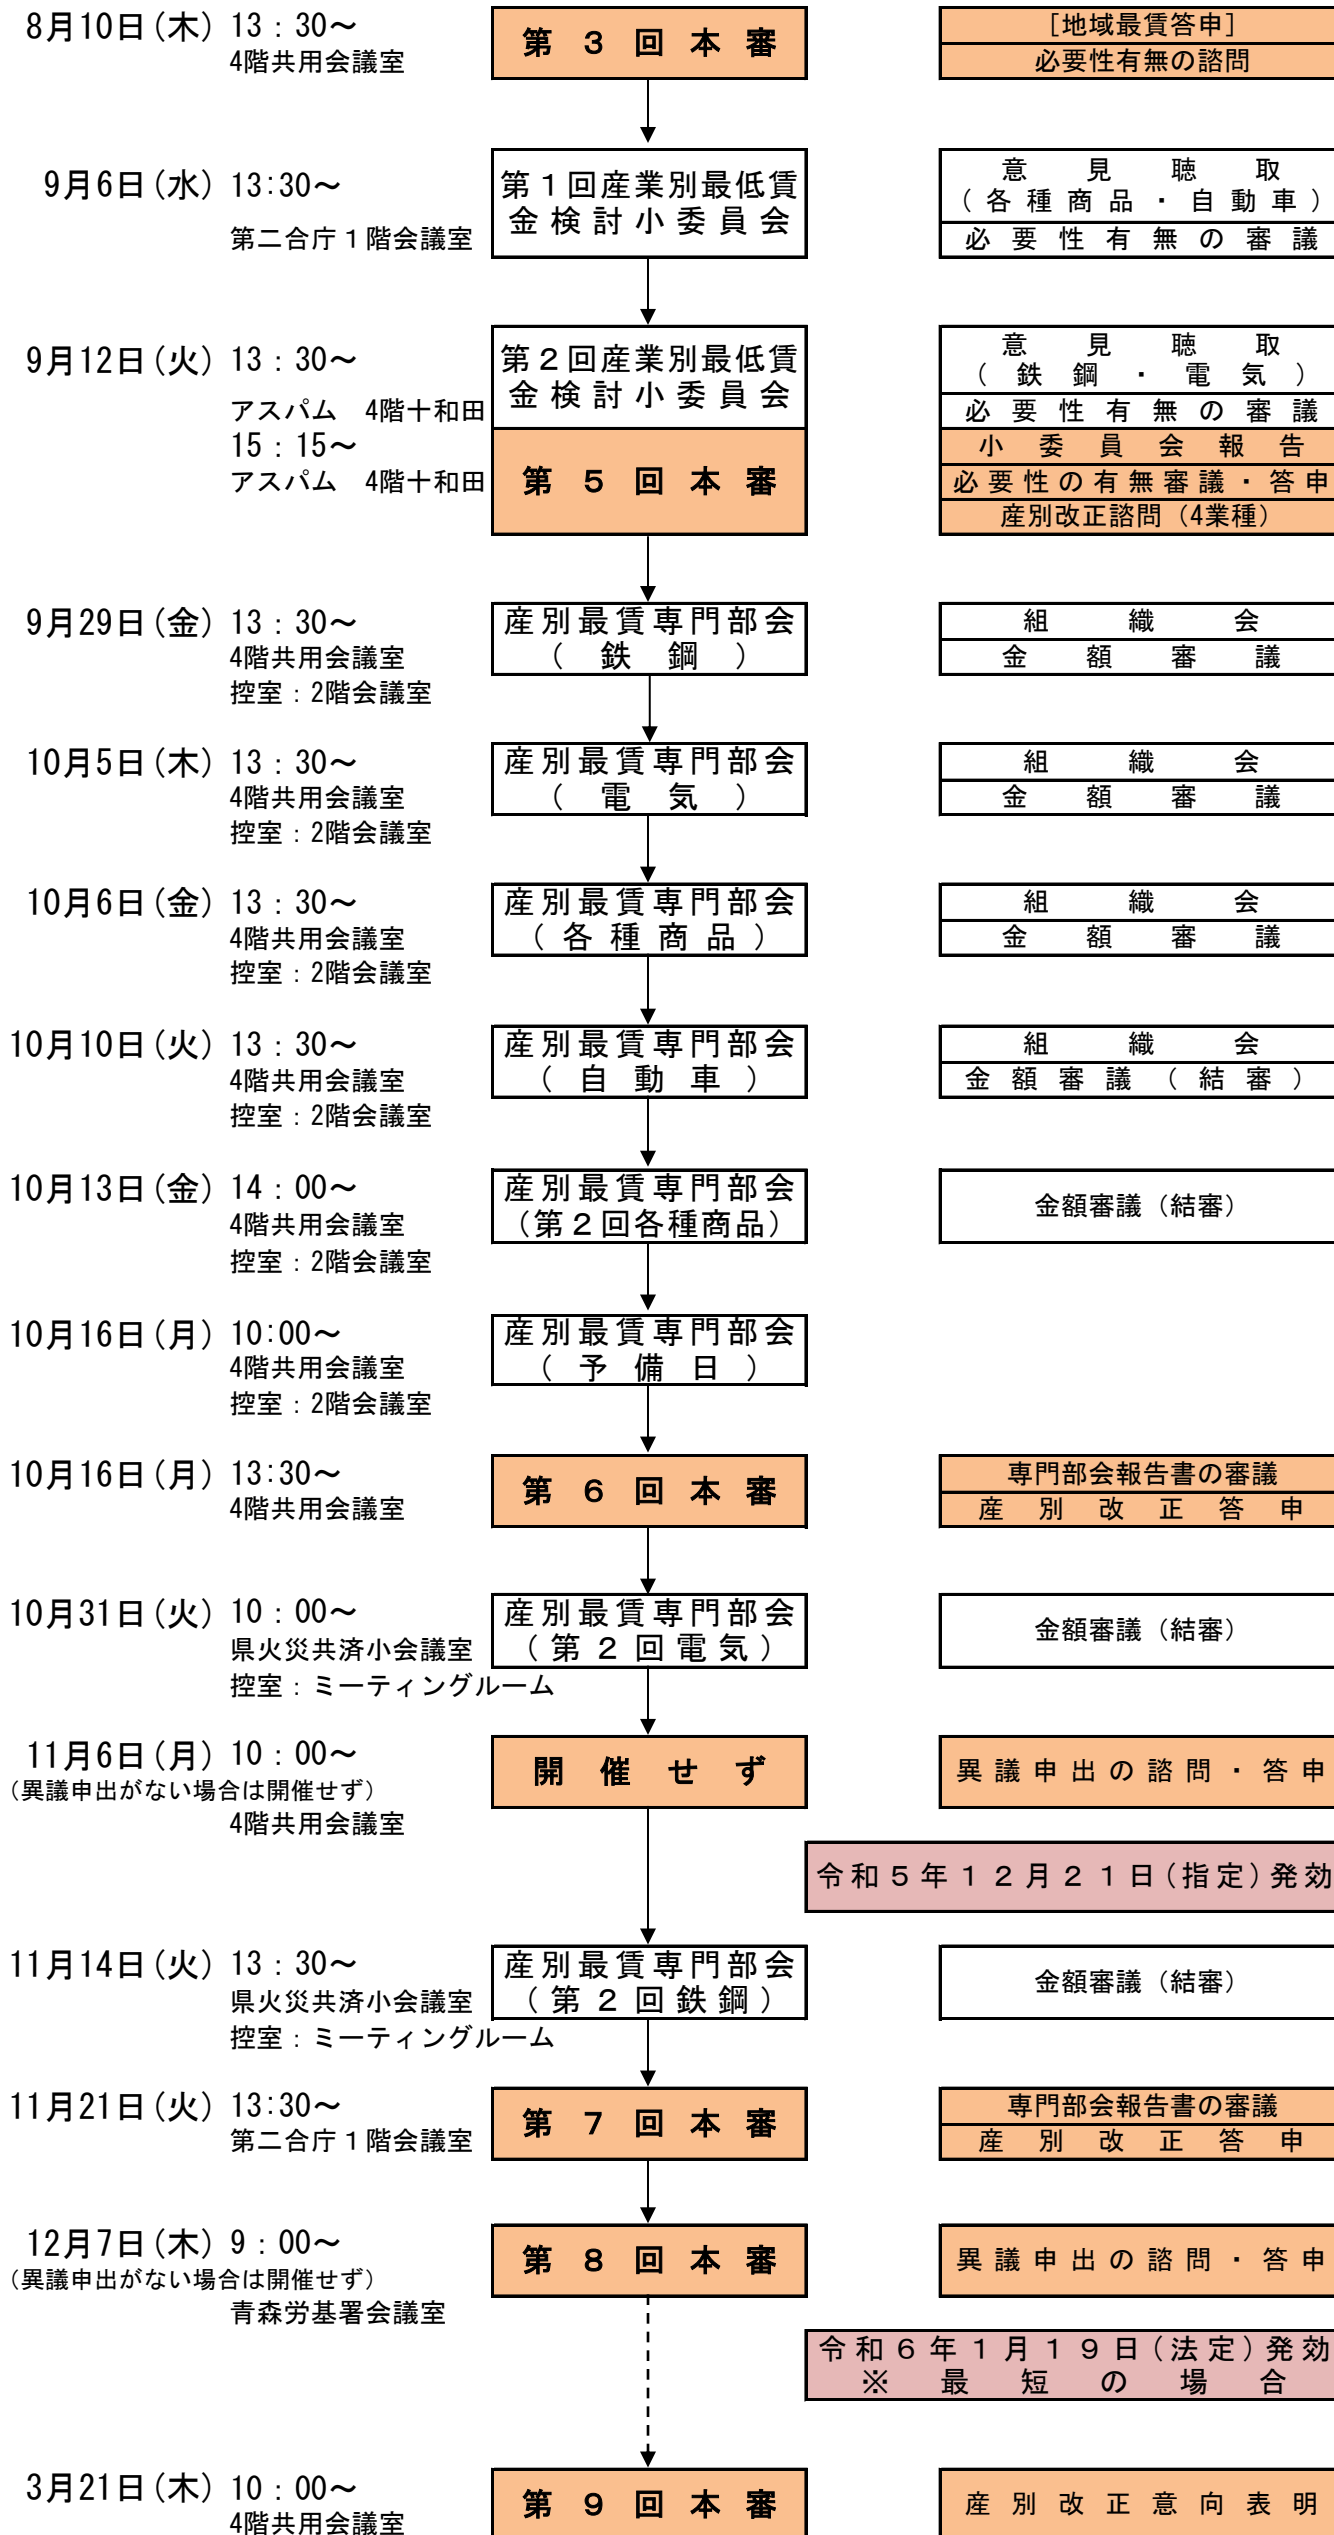 8月10日(木) 13：30～
4階共用会議室
第３回本審
[地域最賃答申]
必要性有無の諮問
9月6日(水) 13:30～
第二合庁１階会議室
第１回産業別最低賃
金検討小委員会
意見聴取
(各種商品・自動車)
必要性有無の審議
9月12日(火) 13：30～
アスパム　4階十和田
第２回産業別最低賃
金検討小委員会
意見聴取
(鉄鋼・電気)
必要性有無の審議
15：15～
アスパム　4階十和田
第５回本審
小委員会報告
必要性の有無審議・答申
産別改正諮問（4業種）
9月29日(金) 13：30～
4階共用会議室
控室：2階会議室
産別最賃専門部会
（鉄鋼）
組織会
金額審議
10月5日(木) 13：30～
4階共用会議室
控室：2階会議室
産別最賃専門部会
（電気）
組織会
金額審議
10月6日(金) 13：30～
4階共用会議室
控室：2階会議室
産別最賃専門部会
（各種商品）
組織会
金額審議
10月10日(火) 13：30～
4階共用会議室
控室：2階会議室
産別最賃専門部会
（自動車）
組織会
金額審議（結審）
10月13日(金) 14：00～
4階共用会議室
控室：2階会議室
産別最賃専門部会
（第２回各種商品）
金額審議（結審）
10月16日(月) 10:00～
4階共用会議室
控室：2階会議室
産別最賃専門部会
（予備日）
10月16日(月) 13:30～
4階共用会議室
第６回本審
専門部会報告書の審議
産別改正答申
10月31日(火) 10：00～
県火災共済小会議室
控室：ミーティングルーム
産別最賃専門部会
（第２回電気）
金額審議（結審）
11月6日(月) 10：00～
（異議申出がない場合は開催せず）
4階共用会議室
開催せず
異議申出の諮問・答申
令和５年１２月２１日(指定)発効
11月14日(火) 13：30～
県火災共済小会議室
控室：ミーティングルーム
産別最賃専門部会
（第２回鉄鋼）
金額審議（結審）
11月21日(火) 13:30～
第二合庁１階会議室
第７回本審
専門部会報告書の審議
産別改正答申
12月7日(木) 9：00～
（異議申出がない場合は開催せず）
青森労基署会議室
第８回本審
異議申出の諮問・答申
令和６年１月１９日(法定)発効
※最短の場合
3月21日(木) 10：00～
4階共用会議室
第９回本審
産別改正意向表明